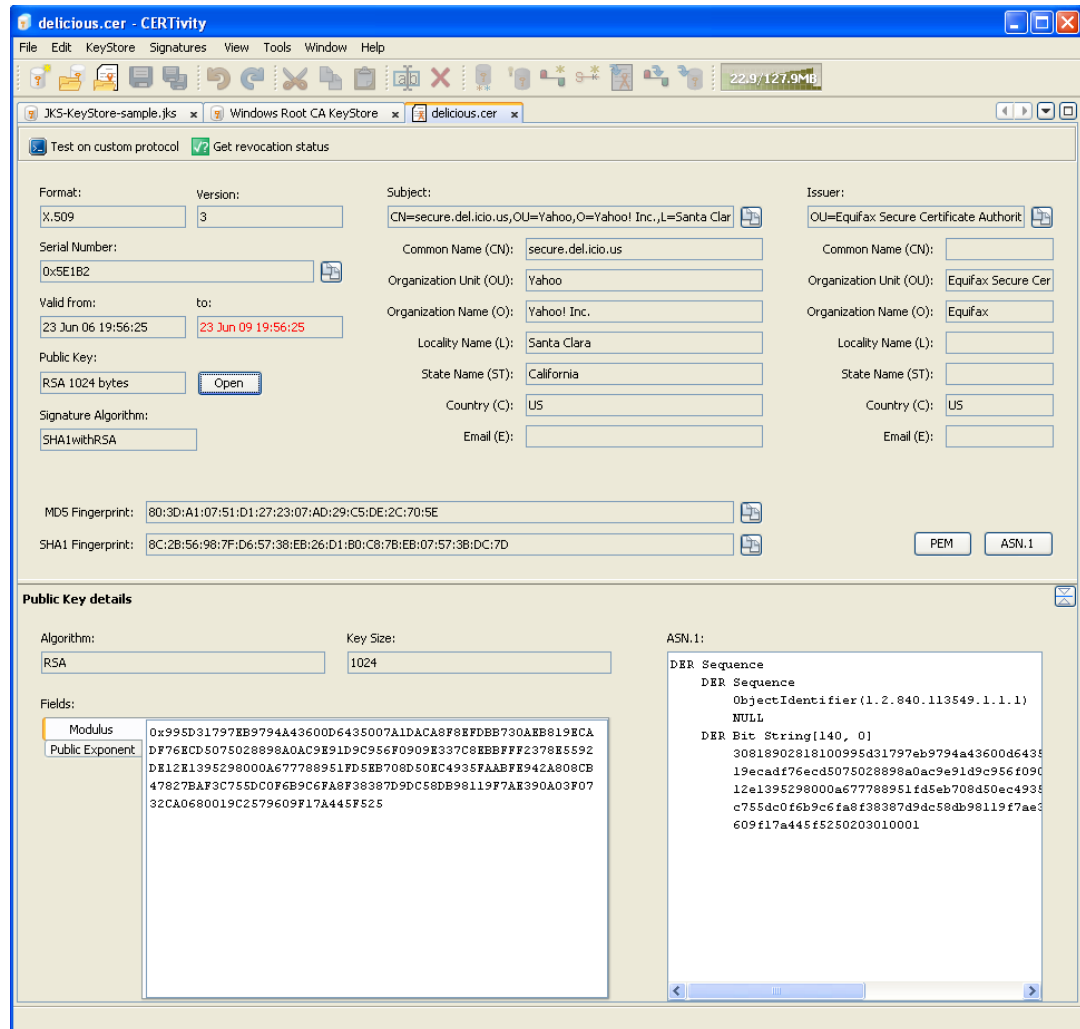 delicious.cer - CERTivity
File Edit KeyStore Signatures View Tools Window Help
22.9/127.9MB
JKS-KeyStore-sample.jks x Windows Root CA KeyStore x delicious.cer x
Test on custom protocol Get revocation status
Format: Version: Subject: Issuer:
X.509 3 CN=secure.del.icio.us,OU=Yahoo,O=Yahoo! Inc.,L=Santa Clar OU=Equifax Secure Certificate Authorit
Serial Number: Common Name (CN): secure.del.icio.us Common Name (CN):
0x5E1B2 Organization Unit (OU): Yahoo Organization Unit (OU): Equifax Secure Cer
Valid from: to: Organization Name (O): Yahoo! Inc. Organization Name (O): Equifax
23 Jun 06 19:56:25 23 Jun 09 19:56:25 Locality Name (L): Santa Clara Locality Name (L):
Public Key: State Name (ST): California State Name (ST):
RSA 1024 bytes Open Country (C): US Country (C): US
Signature Algorithm:
SHA1withRSA Email (E): Email (E):
MD5 Fingerprint: 80:3D:A1:07:51:D1:27:23:07:AD:29:C5:DE:2C:70:5E
SHA1 Fingerprint: 8C:2B:56:98:7F:D6:57:38:EB:26:D1:B0:C8:7B:EB:07:57:3B:DC:7D PEM ASN.1
Public Key details
Algorithm: Key Size: ASN.1:
RSA 1024
Fields:
Modulus
Public Exponent
0x995D31797EB9794A43600D6435007A1DACA8F8EFDBB730AEB819ECA
DF76ECD5075028898A0AC9E91D9C956F0909E337C8EBBFFF2378E5592
DE12E1395298000A677788951FD5EB708D50EC4935FAABFE942A808CB
47827BAF3C755DC0F6B9C6FA8F38387D9DC58DB98119F7AE390A03F07
32CA0680019C2579609F17A445F525
DER Sequence
DER Sequence
ObjectIdentifier(1.2.840.113549.1.1.1)
NULL
DER Bit String[140, 0]
30818902818100995d31797eb9794a43600d6435
19ecadf76ecd5075028898a0ac9e91d9c956f090
12e1395298000a677788951fd5eb708d50ec4935
c755dc0f6b9c6fa8f38387d9dc58db98119f7ae3
609f17a445f5250203010001